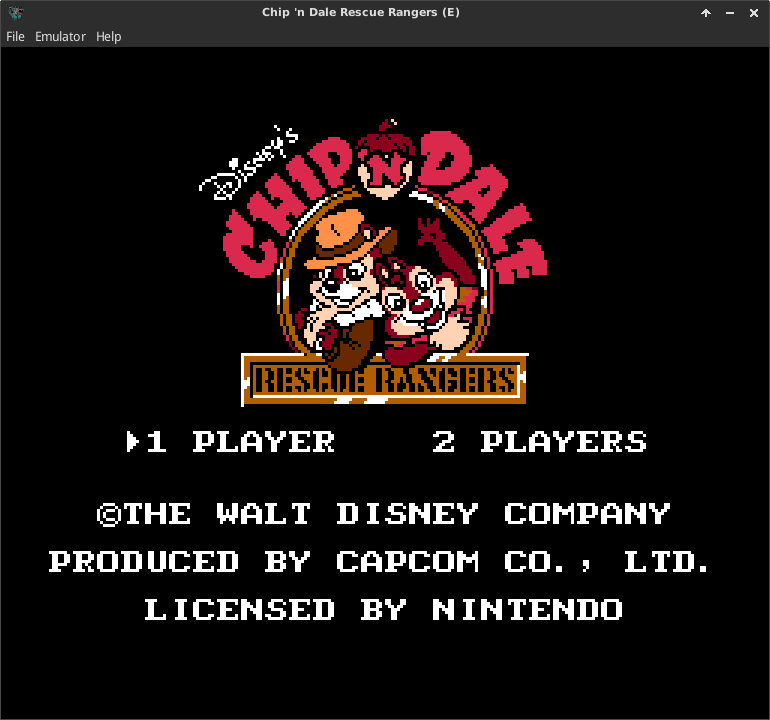 Chip 'n Dale Rescue Rangers (E)
File Emulator Help
Disney's
CHIP 'N DALE
RESCUE RANGERS
1 PLAYER 2 PLAYERS
©THE WALT DISNEY COMPANY
PRODUCED BY CAPCOM CO., LTD.
LICENSED BY NINTENDO